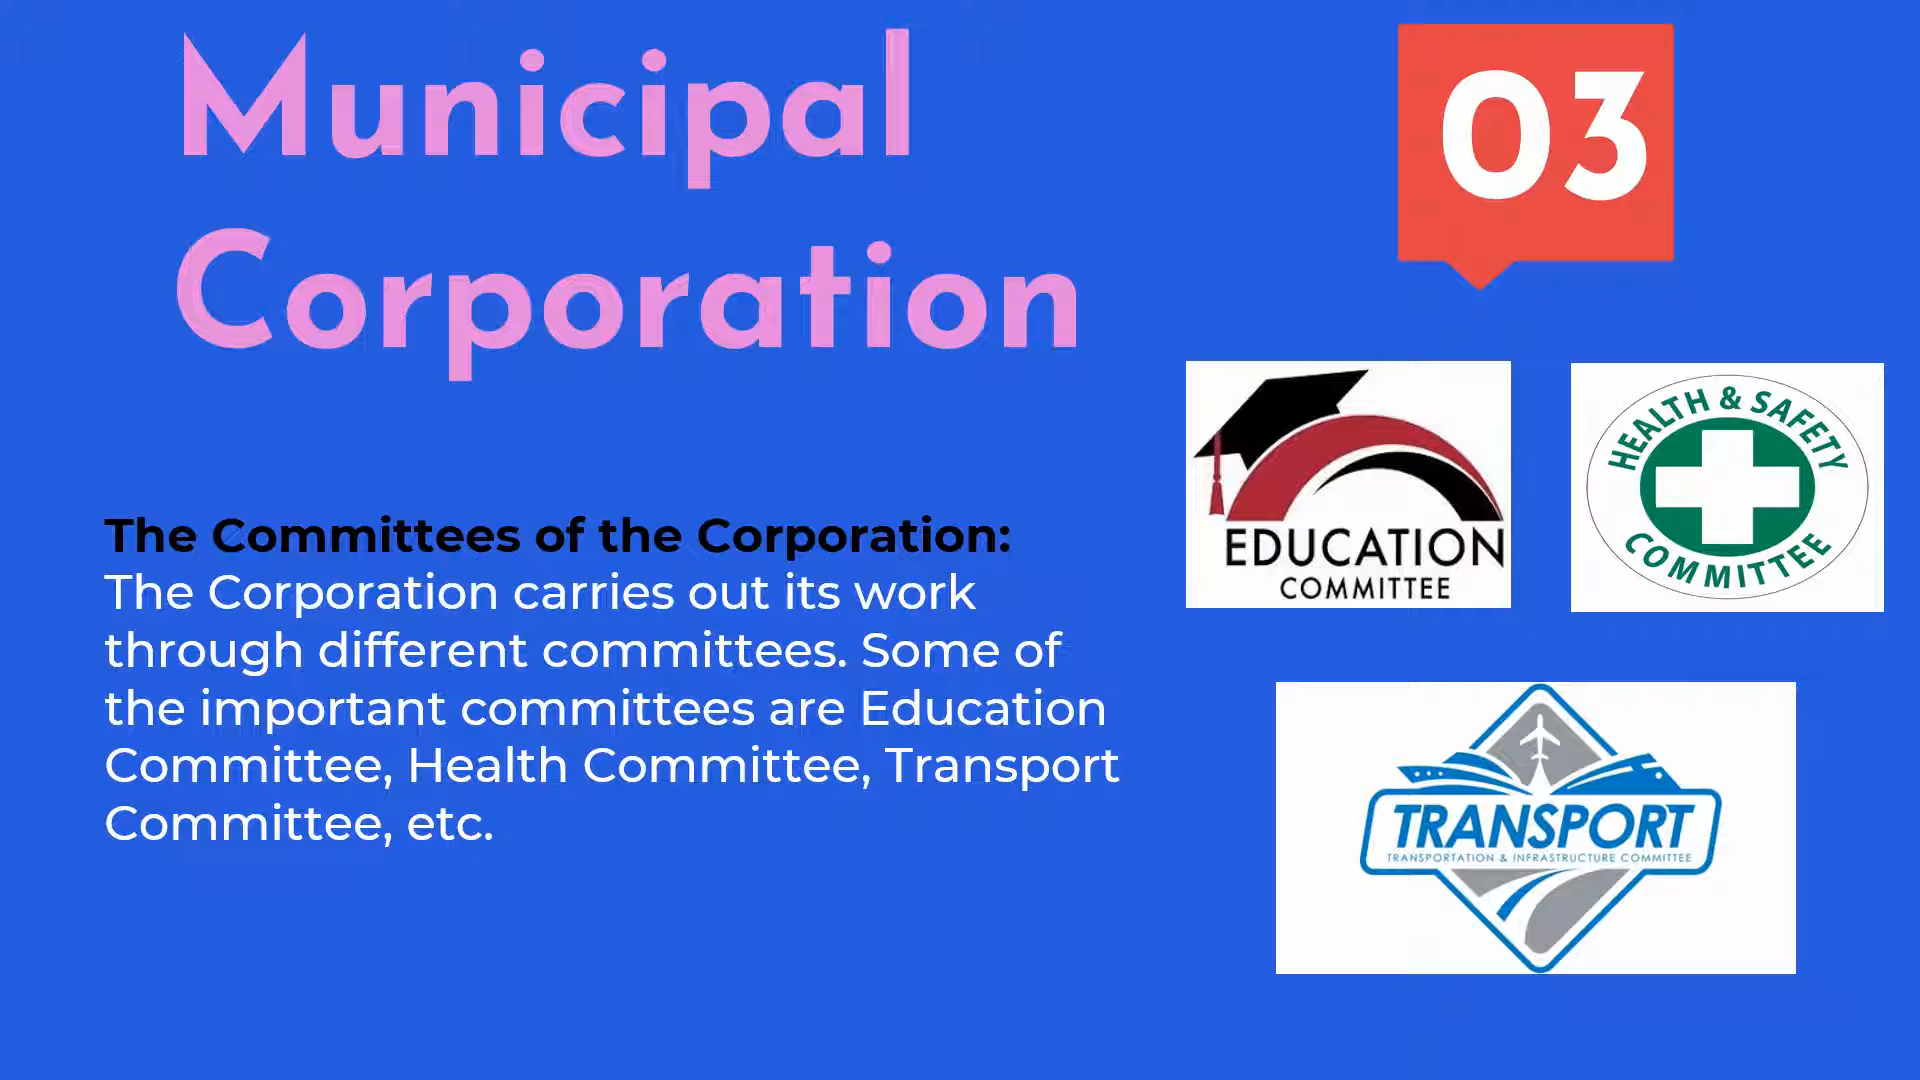 Municipal
Corporation
03
The Committees of the Corporation:
The Corporation carries out its work
through different committees. Some of
the important committees are Education
Committee, Health Committee, Transport
Committee, etc.
EDUCATION
COMMITTEE
HEALTH & SAFETY
COMMITTEE
TRANSPORT
TRANSPORTATION & INFRASTRUCTURE COMMITTEE